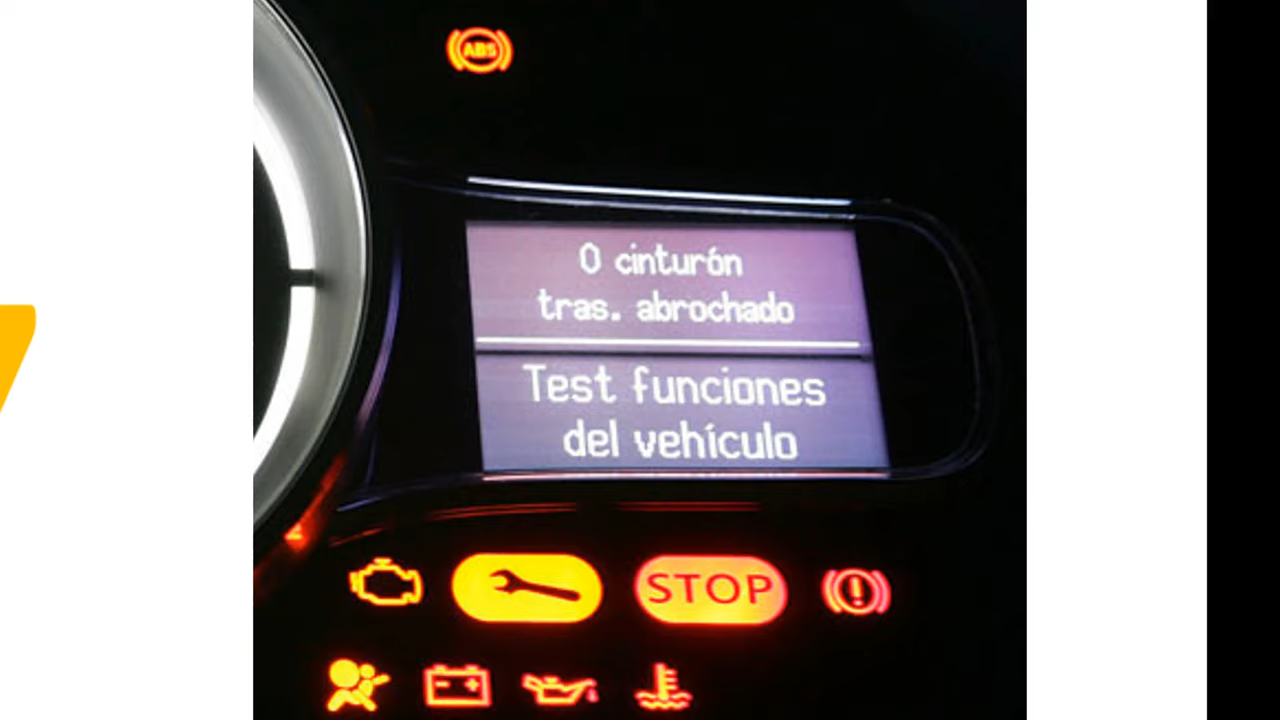 ABS
0 cinturón
tras. abrochado
Test funciones
del vehículo
STOP